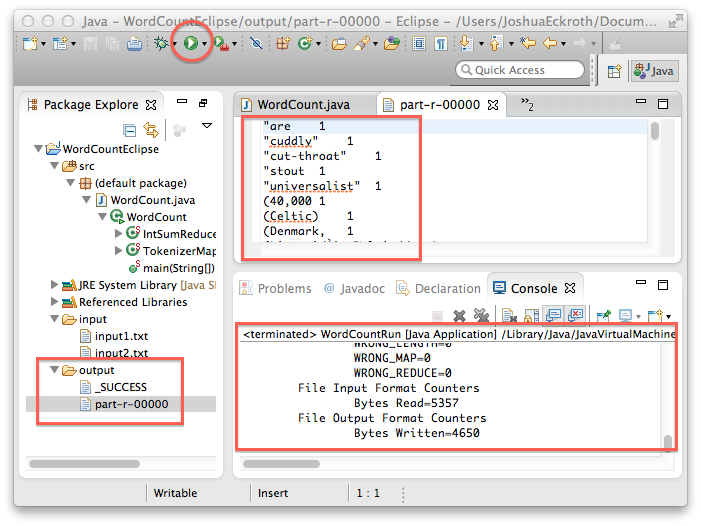 Java – WordCountEclipse/output/part-r-00000 – Eclipse – /Users/JoshuaEckroth/Docum…
Quick Access
Java
Package Explore
WordCountEclipse
src
(default package)
WordCount.java
WordCount
IntSumReduce
TokenizerMap
main(String[])
JRE System Library [Java S
Referenced Libraries
input
input1.txt
input2.txt
output
_SUCCESS
part-r-00000
WordCount.java
part-r-00000
»2
"are 1
"cuddly" 1
"cut-throat" 1
"stout 1
"universalist" 1
(40,000 1
(Celtic) 1
(Denmark, 1
Problems
Javadoc
Declaration
Console
<terminated> WordCountRun [Java Application] /Library/Java/JavaVirtualMachine
WRONG_LENGTH=0
WRONG_MAP=0
WRONG_REDUCE=0
File Input Format Counters
Bytes Read=5357
File Output Format Counters
Bytes Written=4650
Writable
Insert
1 : 1